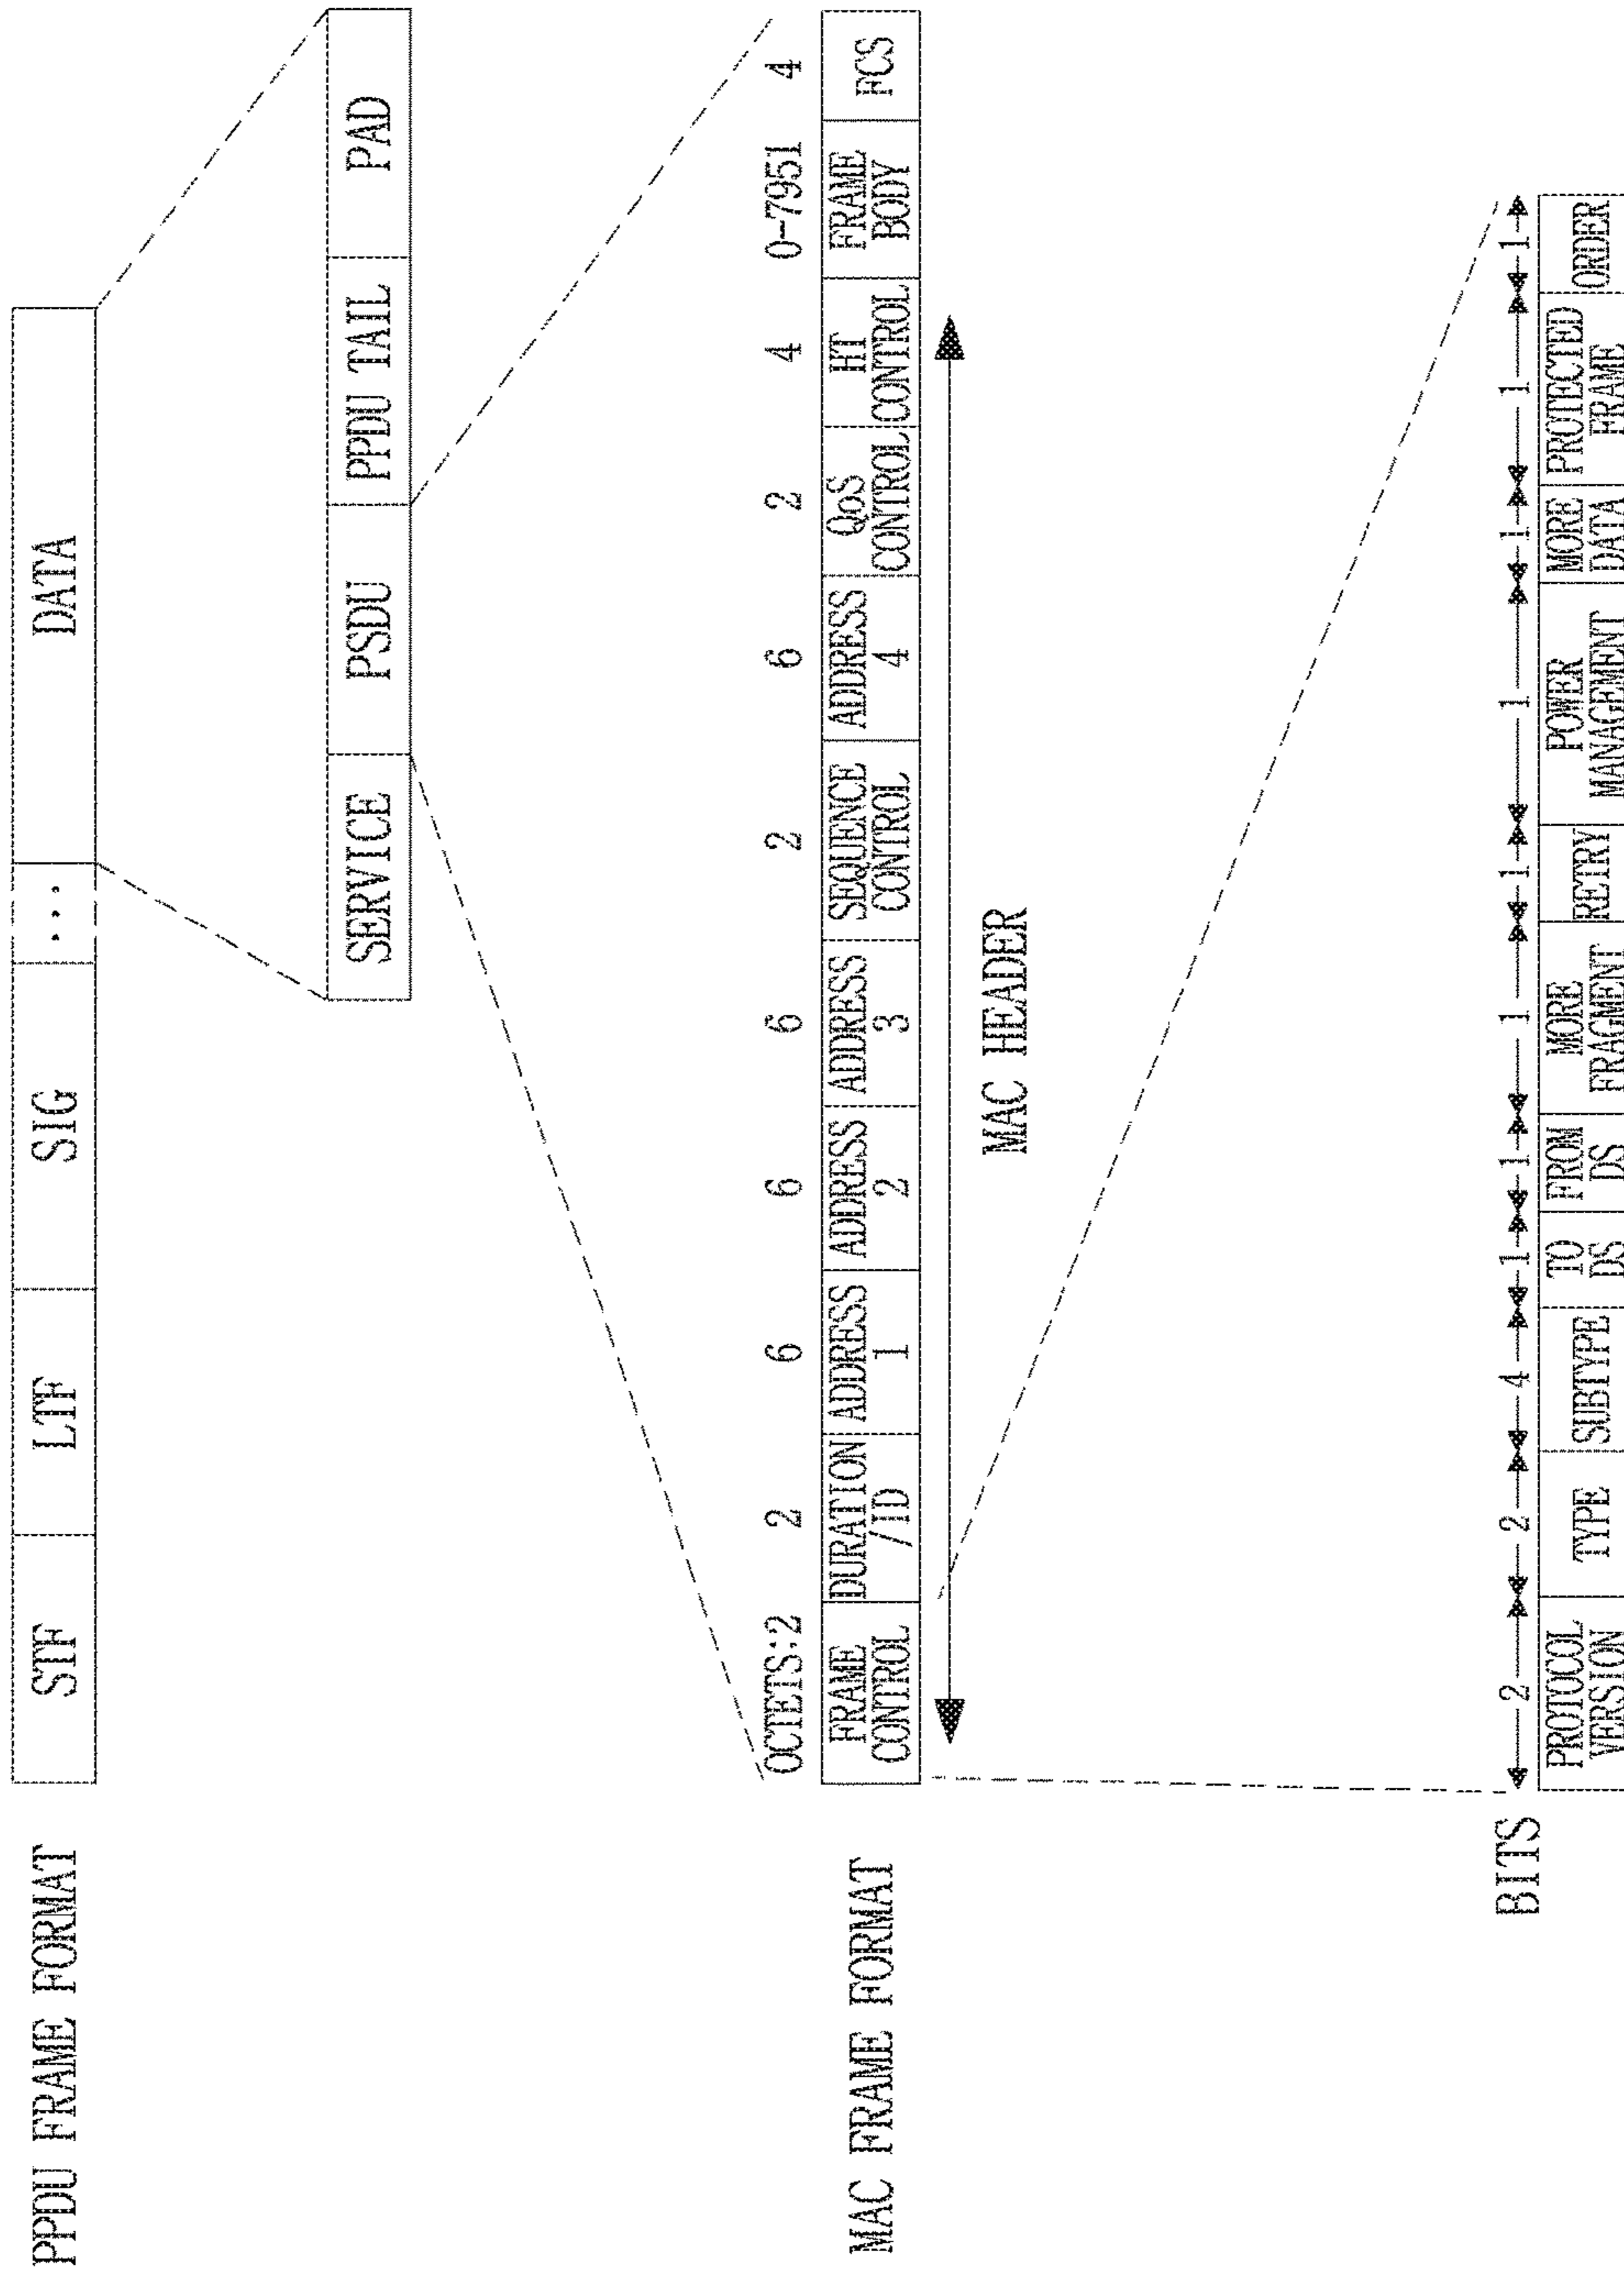 PPDU FRAME FORMAT
STF LTF SIG ... DATA
SERVICE PSDU PPDU TAIL PAD
MAC FRAME FORMAT
OCTETS:2 2 6 6 6 2 6 2 4 0-7951 4
FRAME CONTROL
DURATION /ID
ADDRESS 1
ADDRESS 2
ADDRESS 3
SEQUENCE CONTROL
ADDRESS 4
QoS CONTROL
HT CONTROL
FRAME BODY
FCS
MAC HEADER
BITS 2 2 4 1 1 1 1 1 1 1 1
PROTOCOL VERSION
TYPE
SUBTYPE
TO DS
FROM DS
MORE FRAGMENT
RETRY
POWER MANAGEMENT
MORE DATA
PROTECTED FRAME
ORDER